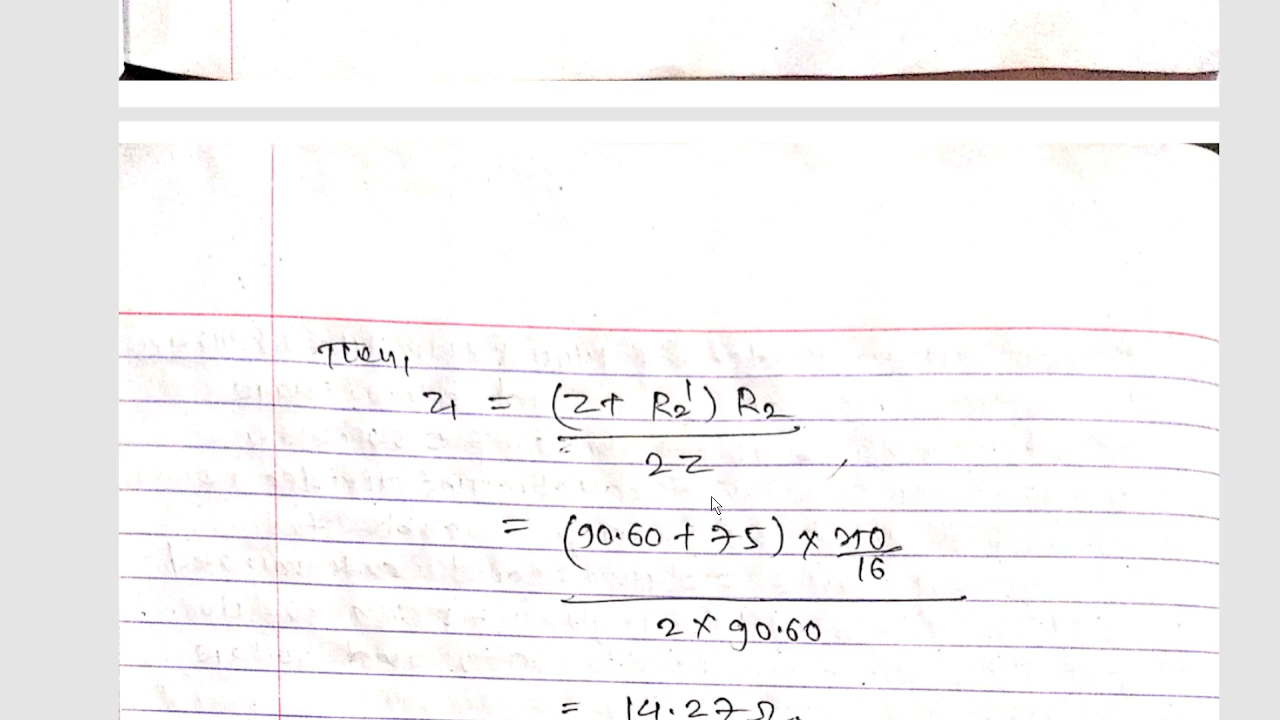 Then,
Z1 = (Z + R2') R2
2Z
= (90.60 + 75) × 250
16
2 × 90.60
= 14.27Ω.